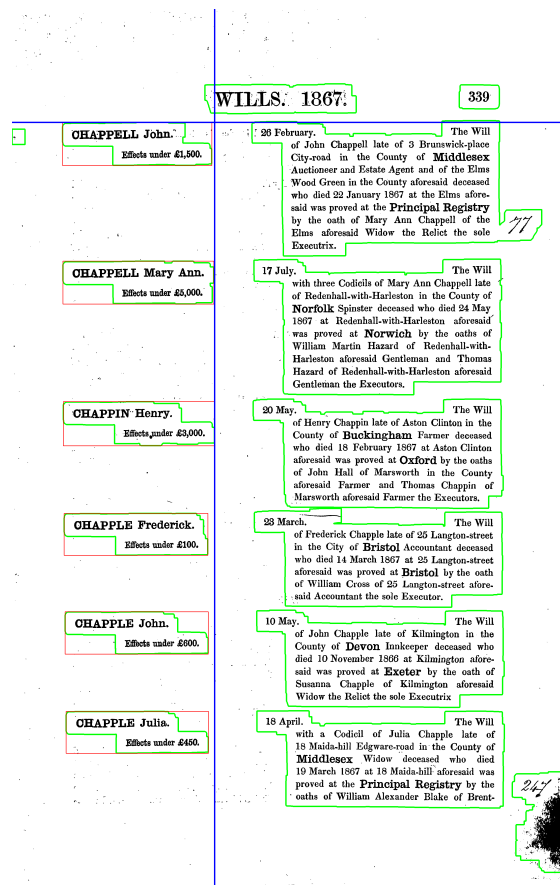 WILLS. 1867.
339
CHAPPELL John.
Effects under £1,500.
26 February. The Will
of John Chappell late of 3 Brunswick-place
City-road in the County of Middlesex
Auctioneer and Estate Agent and of the Elms
Wood Green in the County aforesaid deceased
who died 22 January 1867 at the Elms afore-
said was proved at the Principal Registry
by the oath of Mary Ann Chappell of the
Elms aforesaid Widow the Relict the sole
Executrix.
77
CHAPPELL Mary Ann.
Effects under £5,000.
17 July. The Will
with three Codicils of Mary Ann Chappell late
of Redenhall-with-Harleston in the County of
Norfolk Spinster deceased who died 24 May
1867 at Redenhall-with-Harleston aforesaid
was proved at Norwich by the oaths of
William Martin Hazard of Redenhall-with-
Harleston aforesaid Gentleman and Thomas
Hazard of Redenhall-with-Harleston aforesaid
Gentleman the Executors.
CHAPPIN Henry.
Effects under £3,000.
20 May. The Will
of Henry Chappin late of Aston Clinton in the
County of Buckingham Farmer deceased
who died 18 February 1867 at Aston Clinton
aforesaid was proved at Oxford by the oaths
of John Hall of Marsworth in the County
aforesaid Farmer and Thomas Chappin of
Marsworth aforesaid Farmer the Executors.
CHAPPLE Frederick.
Effects under £100.
23 March. The Will
of Frederick Chapple late of 25 Langton-street
in the City of Bristol Accountant deceased
who died 14 March 1867 at 25 Langton-street
aforesaid was proved at Bristol by the oath
of William Cross of 25 Langton-street afore-
said Accountant the sole Executor.
CHAPPLE John.
Effects under £600.
10 May. The Will
of John Chapple late of Kilmington in the
County of Devon Innkeeper deceased who
died 10 November 1866 at Kilmington afore-
said was proved at Exeter by the oath of
Susanna Chapple of Kilmington aforesaid
Widow the Relict the sole Executrix
CHAPPLE Julia.
Effects under £450.
18 April. The Will
with a Codicil of Julia Chapple late of
18 Maida-hill Edgware-road in the County of
Middlesex Widow deceased who died
19 March 1867 at 18 Maida-hill aforesaid was
proved at the Principal Registry by the
oaths of William Alexander Blake of Brent-
247